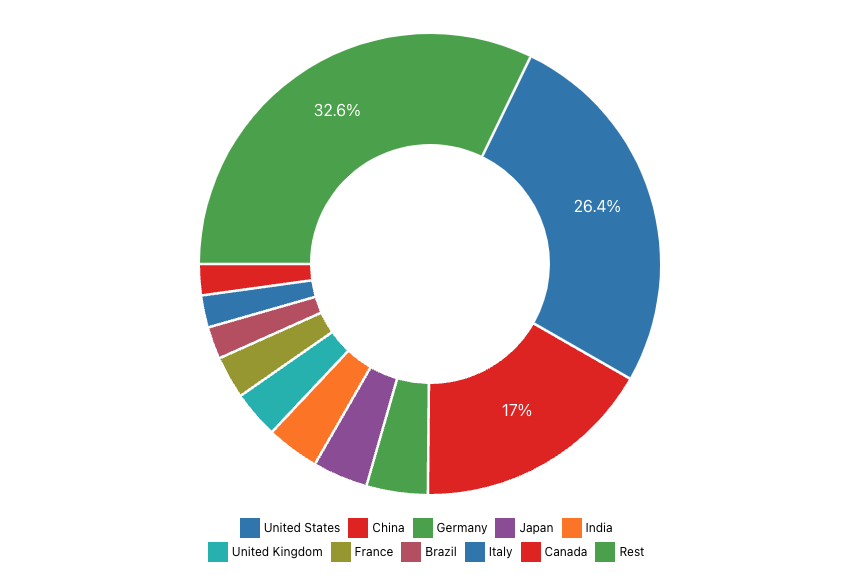 32.6%
26.4%
17%
United States China Germany Japan India
United Kingdom France Brazil Italy Canada Rest